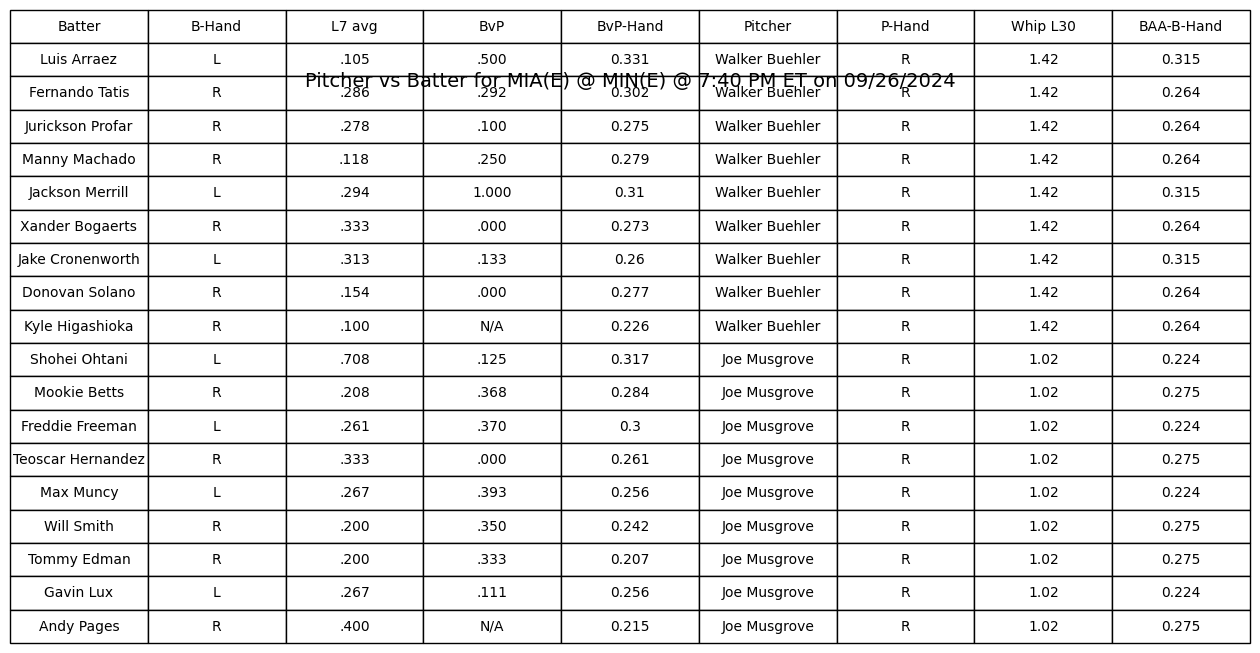 Batter B-Hand L7 avg BvP BvP-Hand Pitcher P-Hand Whip L30 BAA-B-Hand
Luis Arraez L .105 .500 0.331 Walker Buehler R 1.42 0.315
Pitcher vs Batter for MIA(E) @ MIN(E) @ 7:40 PM ET on 09/26/2024
Fernando Tatis R .286 .292 0.302 Walker Buehler R 1.42 0.264
Jurickson Profar R .278 .100 0.275 Walker Buehler R 1.42 0.264
Manny Machado R .118 .250 0.279 Walker Buehler R 1.42 0.264
Jackson Merrill L .294 1.000 0.31 Walker Buehler R 1.42 0.315
Xander Bogaerts R .333 .000 0.273 Walker Buehler R 1.42 0.264
Jake Cronenworth L .313 .133 0.26 Walker Buehler R 1.42 0.315
Donovan Solano R .154 .000 0.277 Walker Buehler R 1.42 0.264
Kyle Higashioka R .100 N/A 0.226 Walker Buehler R 1.42 0.264
Shohei Ohtani L .708 .125 0.317 Joe Musgrove R 1.02 0.224
Mookie Betts R .208 .368 0.284 Joe Musgrove R 1.02 0.275
Freddie Freeman L .261 .370 0.3 Joe Musgrove R 1.02 0.224
Teoscar Hernandez R .333 .000 0.261 Joe Musgrove R 1.02 0.275
Max Muncy L .267 .393 0.256 Joe Musgrove R 1.02 0.224
Will Smith R .200 .350 0.242 Joe Musgrove R 1.02 0.275
Tommy Edman R .200 .333 0.207 Joe Musgrove R 1.02 0.275
Gavin Lux L .267 .111 0.256 Joe Musgrove R 1.02 0.224
Andy Pages R .400 N/A 0.215 Joe Musgrove R 1.02 0.275